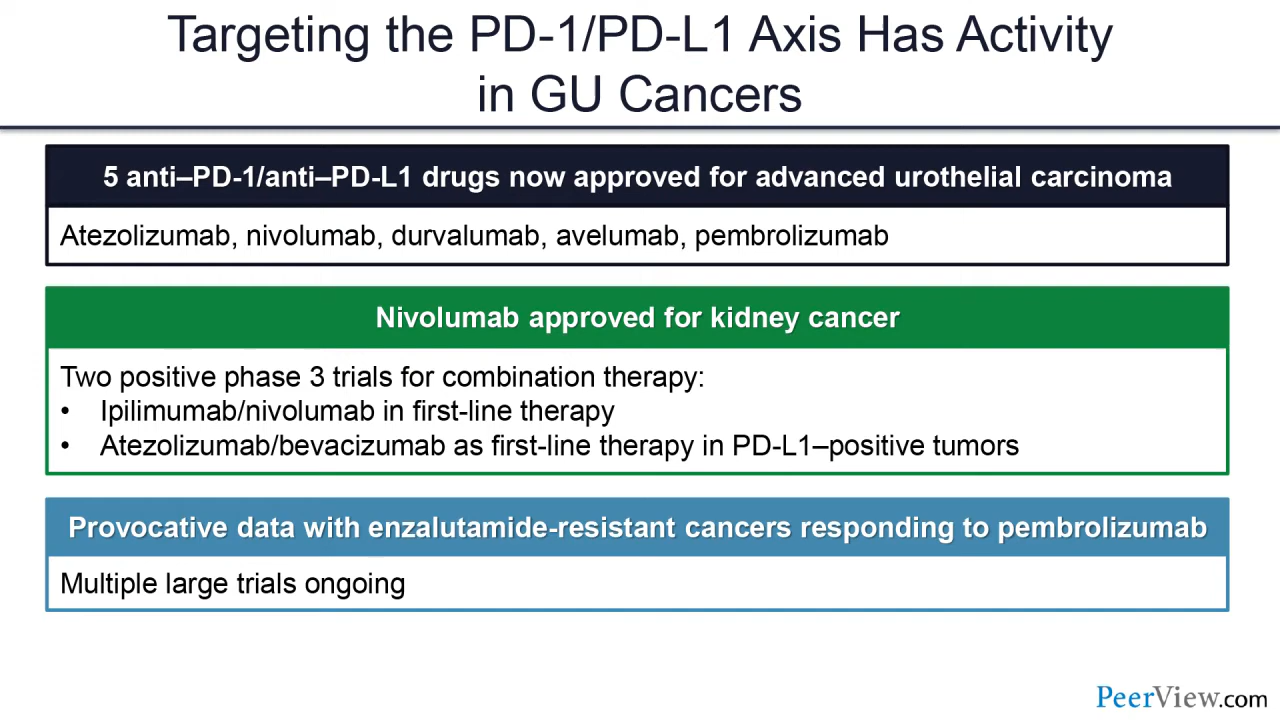 Targeting the PD-1/PD-L1 Axis Has Activity
in GU Cancers
5 anti–PD-1/anti–PD-L1 drugs now approved for advanced urothelial carcinoma
Atezolizumab, nivolumab, durvalumab, avelumab, pembrolizumab
Nivolumab approved for kidney cancer
Two positive phase 3 trials for combination therapy:
• Ipilimumab/nivolumab in first-line therapy
• Atezolizumab/bevacizumab as first-line therapy in PD-L1–positive tumors
Provocative data with enzalutamide-resistant cancers responding to pembrolizumab
Multiple large trials ongoing
PeerView.com